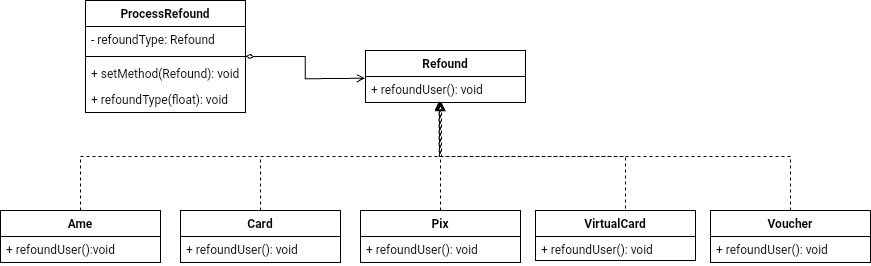 ProcessRefound
- refoundType: Refound
+ setMethod(Refound): void
+ refoundType(float): void
Refound
+ refoundUser(): void
Ame
+ refoundUser():void
Card
+ refoundUser(): void
Pix
+ refoundUser(): void
VirtualCard
+ refoundUser(): void
Voucher
+ refoundUser(): void